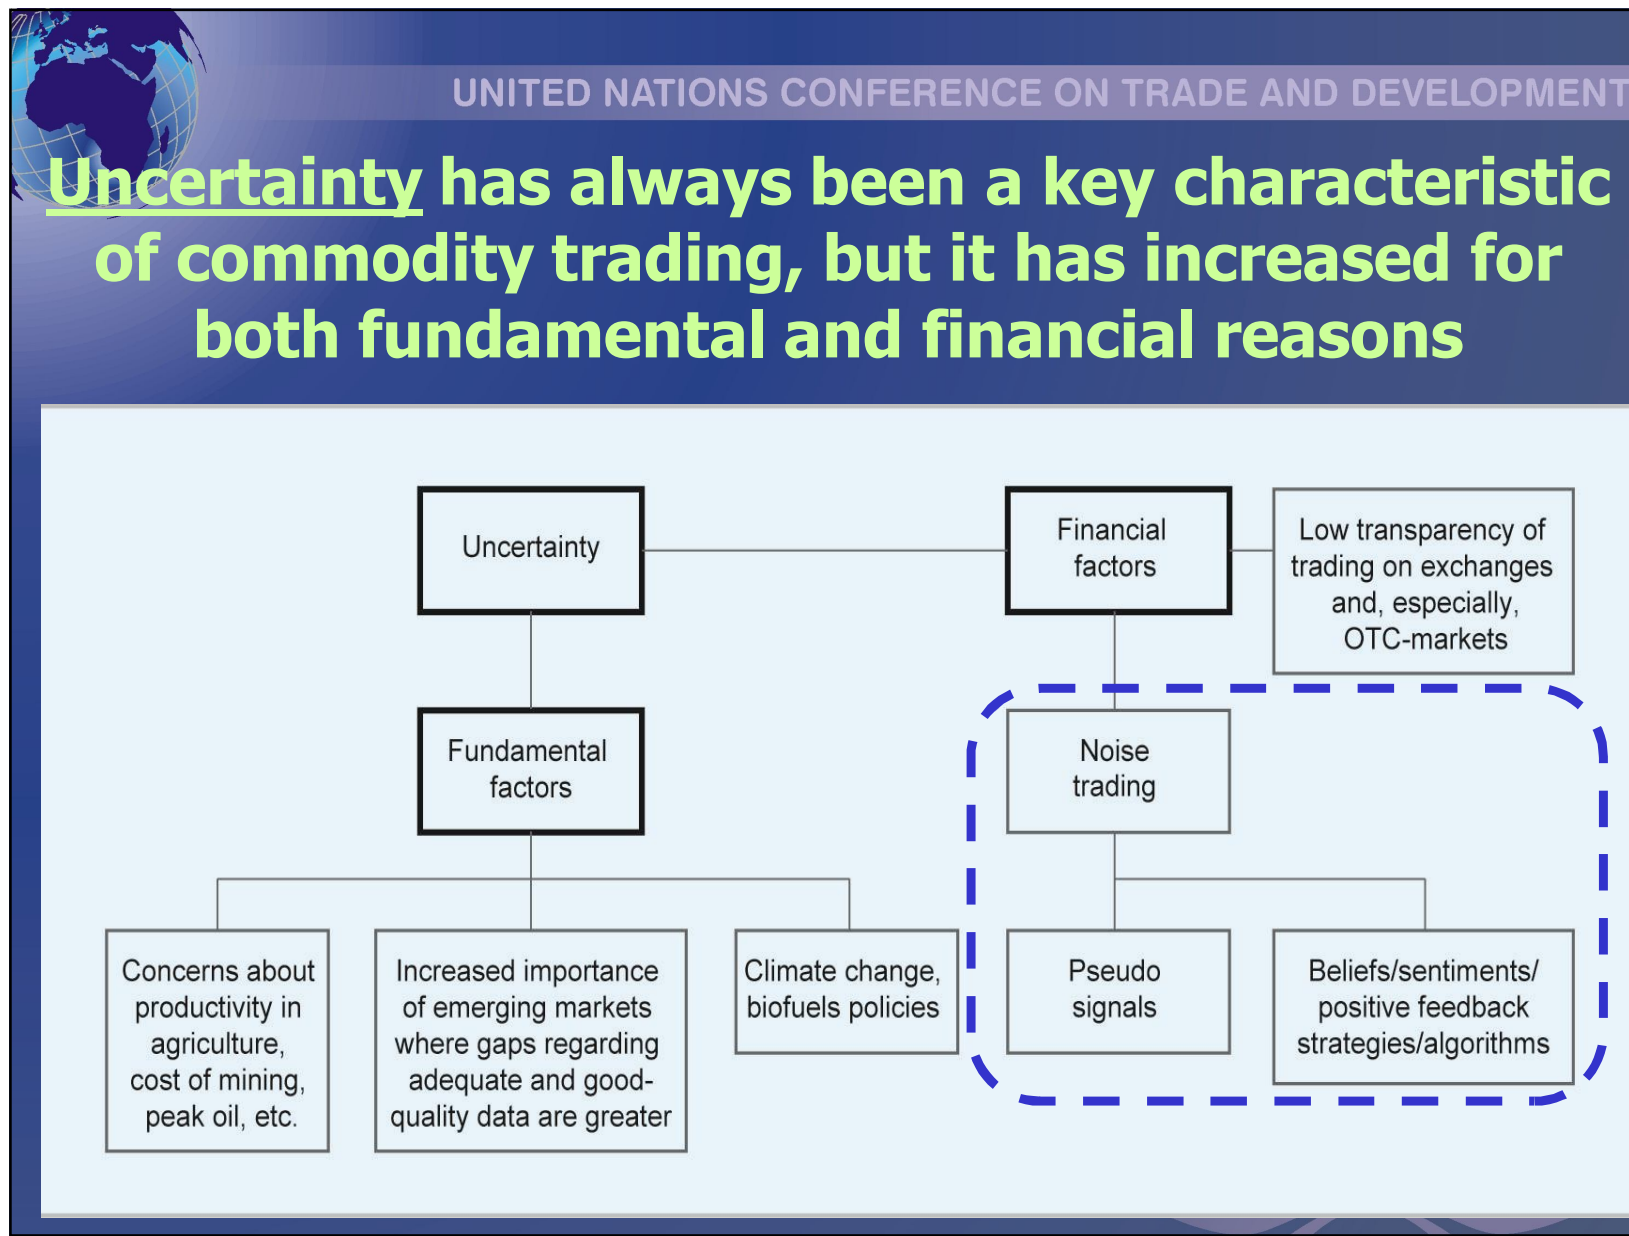 UNITED NATIONS CONFERENCE ON TRADE AND DEVELOPMENT
Uncertainty has always been a key characteristic
of commodity trading, but it has increased for
both fundamental and financial reasons
Uncertainty
Financial
factors
Low transparency of
trading on exchanges
and, especially,
OTC-markets
Fundamental
factors
Noise
trading
Concerns about
productivity in
agriculture,
cost of mining,
peak oil, etc.
Increased importance
of emerging markets
where gaps regarding
adequate and good-
quality data are greater
Climate change,
biofuels policies
Pseudo
signals
Beliefs/sentiments/
positive feedback
strategies/algorithms